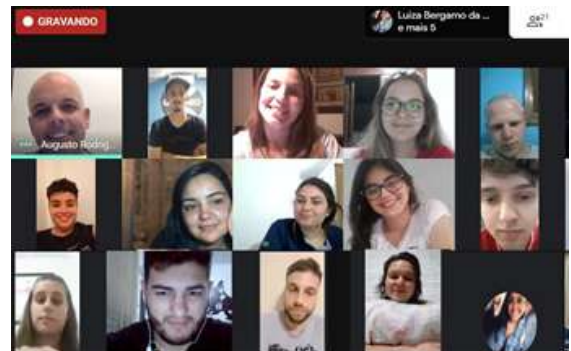 GRAVANDO
Luiza Bergamo da ...
e mais 5
21
... Augusto Rodrig...